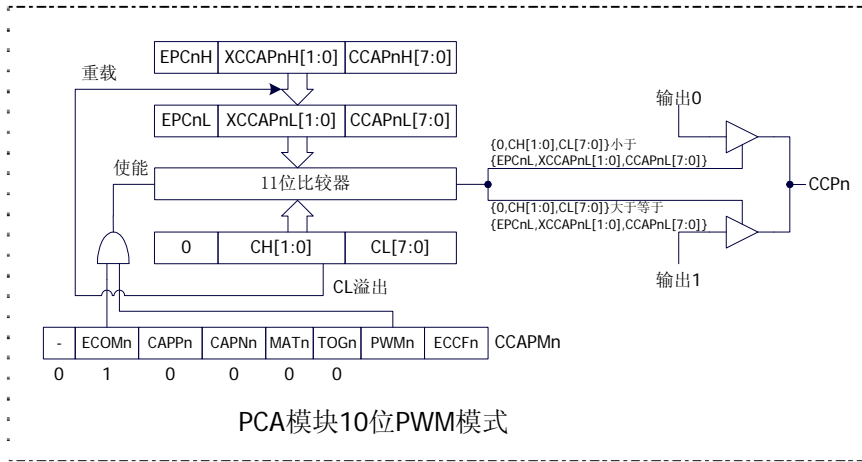 EPCnH XCCAPnH[1:0] CCAPnH[7:0]
重载
EPCnL XCCAPnL[1:0] CCAPnL[7:0]
输出0
{0,CH[1:0],CL[7:0]}小于
{EPCnL,XCCAPnL[1:0],CCAPnL[7:0]}
使能
11位比较器
CCPn
{0,CH[1:0],CL[7:0]}大于等于
{EPCnL,XCCAPnL[1:0],CCAPnL[7:0]}
0 CH[1:0] CL[7:0]
CL溢出
输出1
- ECOMn CAPPn CAPNn MATn TOGn PWMn ECCFn CCAPMn
0 1 0 0 0 0
PCA模块10位PWM模式